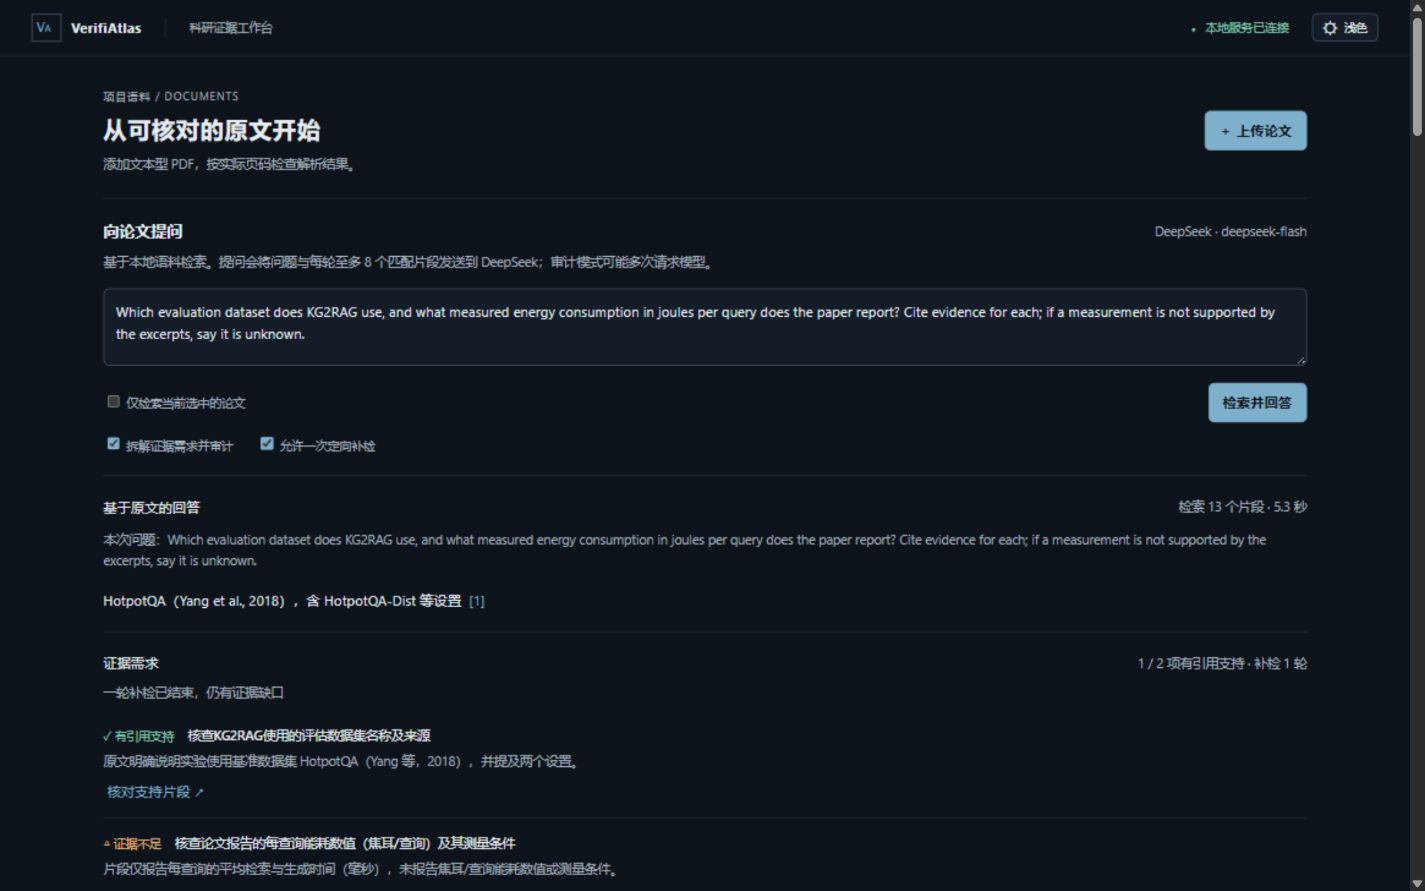 VA VerifiAtlas 科研证据工作台 本地服务已连接 浅色
项目语料 / DOCUMENTS
从可核对的原文开始
+ 上传论文
添加文本型 PDF，按实际页码检查解析结果。
向论文提问 DeepSeek · deepseek-flash
基于本地语料检索。提问会将问题与每轮至多 8 个匹配片段发送到 DeepSeek；审计模式可能多次请求模型。
Which evaluation dataset does KG2RAG use, and what measured energy consumption in joules per query does the paper report? Cite evidence for each; if a measurement is not supported by
the excerpts, say it is unknown.
仅检索当前选中的论文 检索并回答
拆解证据需求并审计 允许一次定向补检
基于原文的回答 检索 13 个片段 · 5.3 秒
本次问题：Which evaluation dataset does KG2RAG use, and what measured energy consumption in joules per query does the paper report? Cite evidence for each; if a measurement is not supported by the
excerpts, say it is unknown.
HotpotQA（Yang et al., 2018），含 HotpotQA-Dist 等设置 [1]
证据需求 1 / 2 项有引用支持 · 补检 1 轮
一轮补检已结束，仍有证据缺口
✓ 有引用支持 核查KG2RAG使用的评估数据集名称及来源
原文明确说明实验使用基准数据集 HotpotQA（Yang 等，2018），并提及两个设置。
核对支持片段 ↗
证据不足 核查论文报告的每查询能耗数值（焦耳/查询）及其测量条件
片段仅报告每查询的平均检索与生成时间（毫秒），未报告焦耳/查询能耗数值或测量条件。